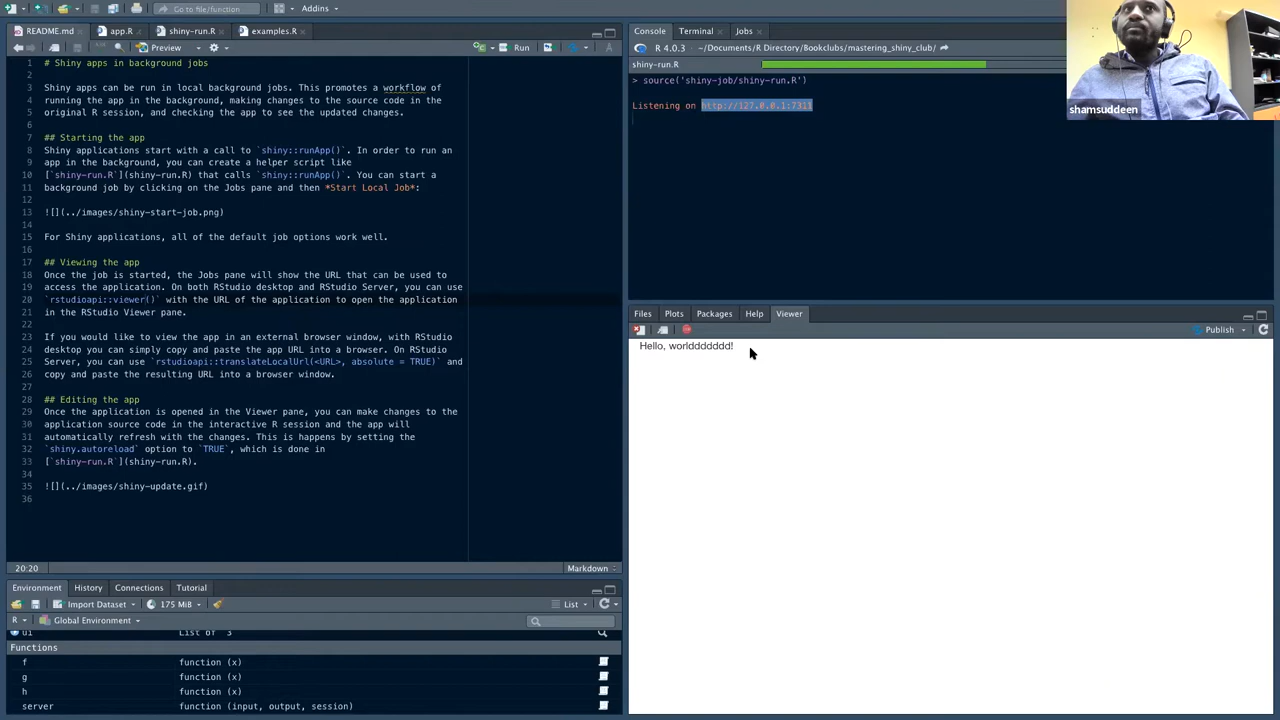 Go to file/function
Addins
README.md
app.R
shiny-run.R
examples.R
Preview
Run
1 # Shiny apps in background jobs
2
3 Shiny apps can be run in local background jobs. This promotes a workflow of
4 running the app in the background, making changes to the source code in the
5 original R session, and checking the app to see the updated changes.
6
7 ## Starting the app
8 Shiny applications start with a call to `shiny::runApp()`. In order to run an
9 app in the background, you can create a helper script like
10 [`shiny-run.R`](shiny-run.R) that calls `shiny::runApp()`. You can start a
11 background job by clicking on the Jobs pane and then *Start Local Job*:
12
13 ![](../images/shiny-start-job.png)
14
15 For Shiny applications, all of the default job options work well.
16
17 ## Viewing the app
18 Once the job is started, the Jobs pane will show the URL that can be used to
19 access the application. On both RStudio desktop and RStudio Server, you can use
20 `rstudioapi::viewer()` with the URL of the application to open the application
21 in the RStudio Viewer pane.
22
23 If you would like to view the app in an external browser window, with RStudio
24 desktop you can simply copy and paste the app URL into a browser. On RStudio
25 Server, you can use `rstudioapi::translateLocalUrl(<URL>, absolute = TRUE)` and
26 copy and paste the resulting URL into a browser window.
27
28 ## Editing the app
29 Once the application is opened in the Viewer pane, you can make changes to the
30 application source code in the interactive R session and the app will
31 automatically refresh with the changes. This is happens by setting the
32 `shiny.autoreload` option to `TRUE`, which is done in
33 [`shiny-run.R`](shiny-run.R).
34
35 ![](../images/shiny-update.gif)
36
20:20
Markdown
Environment History Connections Tutorial
Import Dataset 175 MiB List
R Global Environment
ui List of 3
Functions
f function (x)
g function (x)
h function (x)
server function (input, output, session)
Console Terminal Jobs
R 4.0.3 · ~/Documents/R Directory/Bookclubs/mastering_shiny_club/
shiny-run.R
> source('shiny-job/shiny-run.R')
Listening on http://127.0.0.1:7311
shamsuddeen
Files Plots Packages Help Viewer
Publish
Hello, worlddddddd!